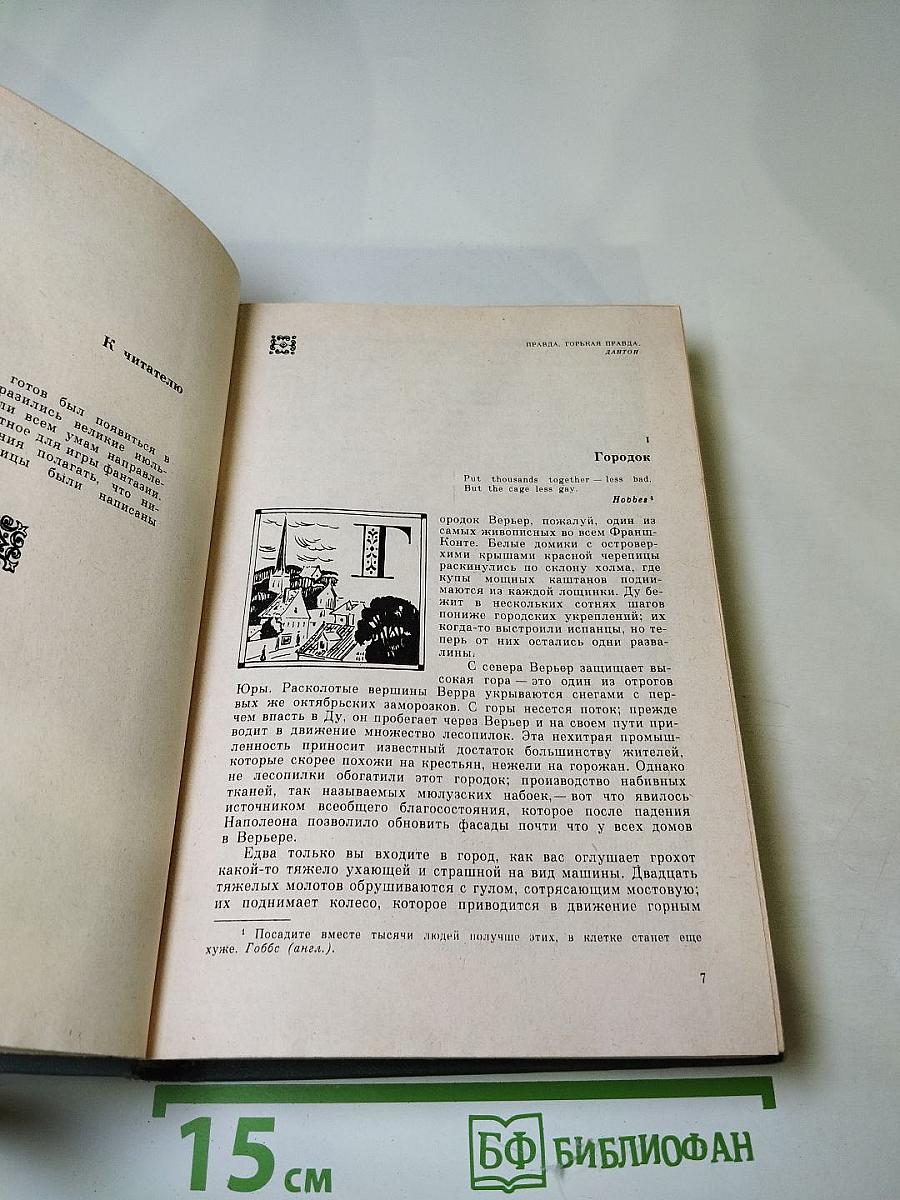 К читателю
готов был появиться в
разились великие июль-
ли всем умам направле-
тное для игры фантазии.
ния полагать, что ни-
ицы были написаны
ПРАВДА. ГОРЬКАЯ ПРАВДА.
ДАНТОН
1
Городок
Put thousands together — less bad,
But the cage less gay.
Hobbes¹
Городок Верьер, пожалуй, один из
самых живописных во всем Франш-
Конте. Белые домики с островер-
хими крышами красной черепицы
раскинулись по склону холма, где
купы мощных каштанов подни-
маются из каждой лощинки. Ду бе-
жит в нескольких сотнях шагов
пониже городских укреплений; их
когда-то выстроили испанцы, но те-
перь от них остались одни разва-
лины.
С севера Верьер защищает вы-
сокая гора — это один из отрогов
Юры. Расколотые вершины Верра укрываются снегами с пер-
вых же октябрьских заморозков. С горы несется поток; прежде
чем впасть в Ду, он пробегает через Верьер и на своем пути при-
водит в движение множество лесопилок. Эта нехитрая промыш-
ленность приносит известный достаток большинству жителей,
которые скорее похожи на крестьян, нежели на горожан. Однако
не лесопилки обогатили этот городок; производство набивных
тканей, так называемых мюлузских набоек,— вот что явилось
источником всеобщего благосостояния, которое после падения
Наполеона позволило обновить фасады почти что у всех домов
в Верьере.
Едва только вы входите в город, как вас оглушает грохот
какой-то тяжело ухающей и страшной на вид машины. Двадцать
тяжелых молотов обрушиваются с гулом, сотрясающим мостовую;
их поднимает колесо, которое приводится в движение горным
¹ Посадите вместе тысячи людей получше этих, в клетке станет еще
хуже. Гоббс (англ.).
7
15 см
БФ БИБЛИОФАН